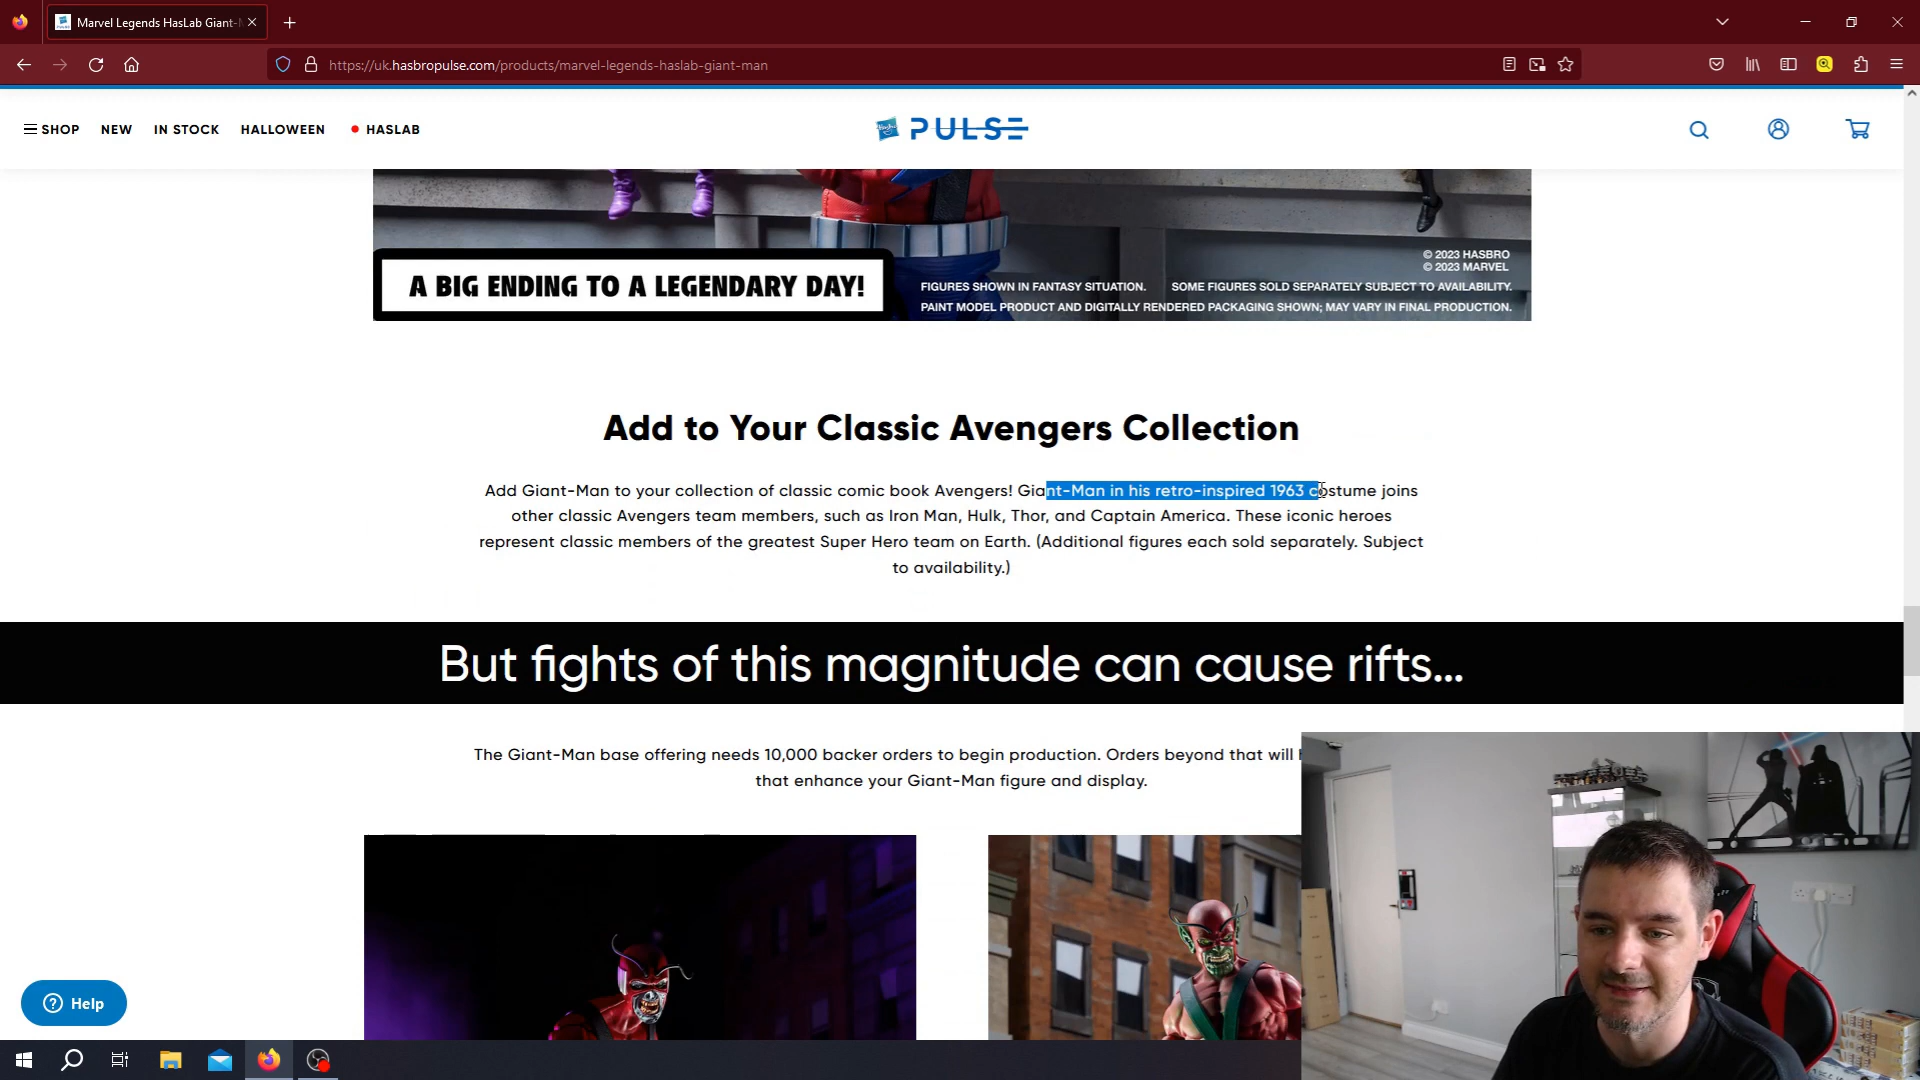 Marvel Legends HasLab Giant-
https://uk.hasbropulse.com/products/marvel-legends-haslab-giant-man
SHOP NEW IN STOCK HALLOWEEN HASLAB
Hasbro PULSE
A BIG ENDING TO A LEGENDARY DAY!
© 2023 HASBRO
© 2023 MARVEL
FIGURES SHOWN IN FANTASY SITUATION. SOME FIGURES SOLD SEPARATELY SUBJECT TO AVAILABILITY.
PAINT MODEL PRODUCT AND DIGITALLY RENDERED PACKAGING SHOWN; MAY VARY IN FINAL PRODUCTION.
Add to Your Classic Avengers Collection
Add Giant-Man to your collection of classic comic book Avengers! Giant-Man in his retro-inspired 1963 costume joins
other classic Avengers team members, such as Iron Man, Hulk, Thor, and Captain America. These iconic heroes
represent classic members of the greatest Super Hero team on Earth. (Additional figures each sold separately. Subject
to availability.)
But fights of this magnitude can cause rifts...
The Giant-Man base offering needs 10,000 backer orders to begin production. Orders beyond that will
that enhance your Giant-Man figure and display.
Help